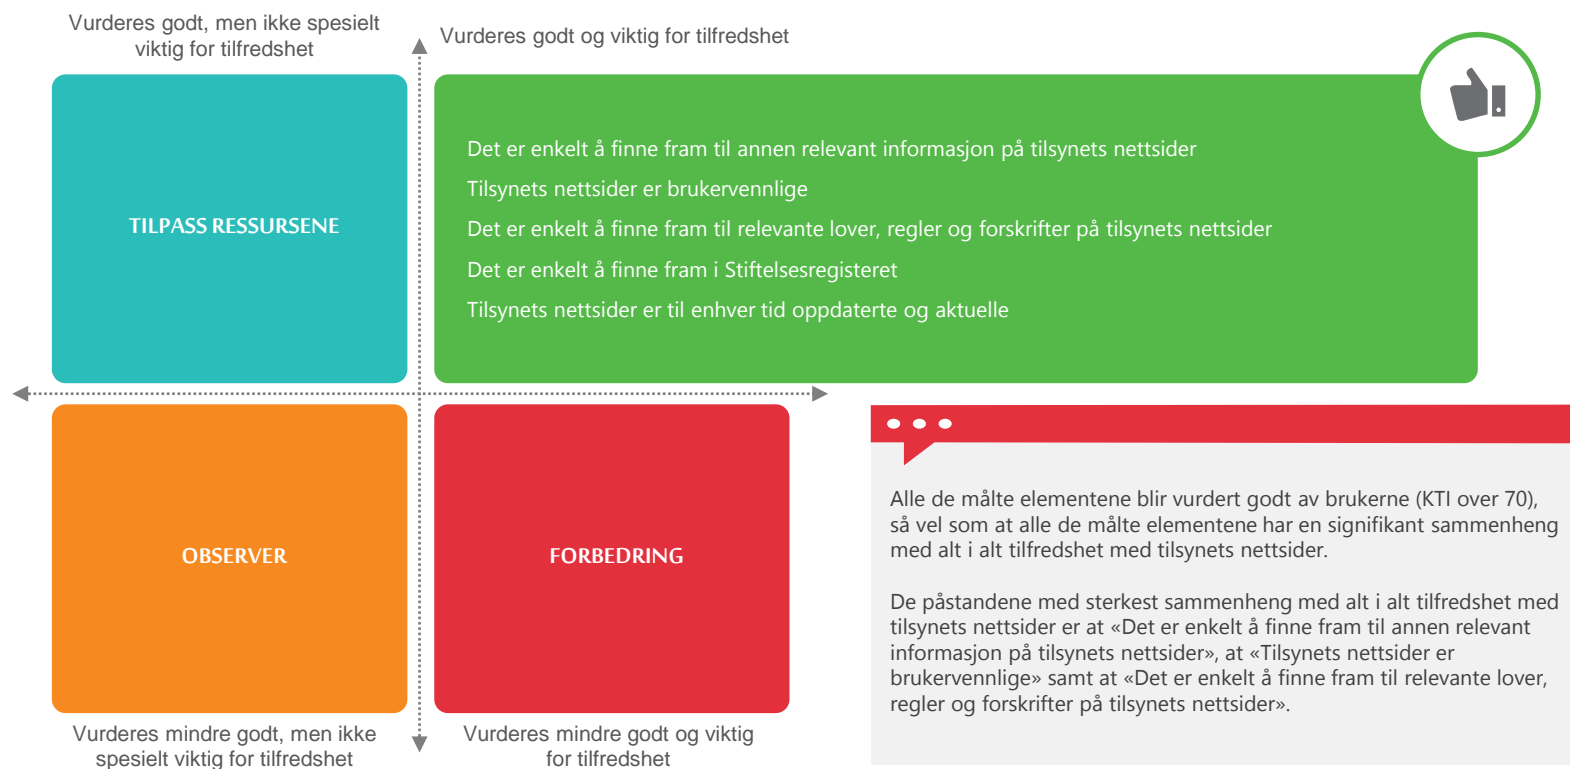 Vurderes godt, men ikke spesielt
viktig for tilfredshet
Vurderes godt og viktig for tilfredshet
TILPASS RESSURSENE
Det er enkelt å finne fram til annen relevant informasjon på tilsynets nettsider
Tilsynets nettsider er brukervennlige
Det er enkelt å finne fram til relevante lover, regler og forskrifter på tilsynets nettsider
Det er enkelt å finne fram i Stiftelsesregisteret
Tilsynets nettsider er til enhver tid oppdaterte og aktuelle
OBSERVER
FORBEDRING
Vurderes mindre godt, men ikke
spesielt viktig for tilfredshet
Vurderes mindre godt og viktig
for tilfredshet
Alle de målte elementene blir vurdert godt av brukerne (KTI over 70),
så vel som at alle de målte elementene har en signifikant sammenheng
med alt i alt tilfredshet med tilsynets nettsider.
De påstandene med sterkest sammenheng med alt i alt tilfredshet med
tilsynets nettsider er at «Det er enkelt å finne fram til annen relevant
informasjon på tilsynets nettsider», at «Tilsynets nettsider er
brukervennlige» samt at «Det er enkelt å finne fram til relevante lover,
regler og forskrifter på tilsynets nettsider».